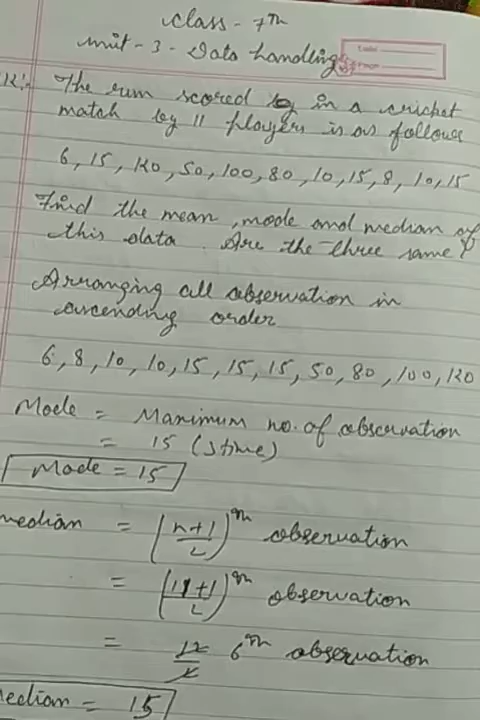 Class - 7th
Unit - 3 - Data handling
The run scored in a cricket
match by 11 players is as follows
6, 15, 120, 50, 100, 80, 10, 15, 8, 10, 15
Find the mean, mode and median of
this data. Are the three same?
Arranging all observation in
ascending order
6, 8, 10, 10, 15, 15, 15, 50, 80, 100, 120
Mode = Maximum no. of observation
= 15 (3 time)
Mode = 15
median = (n+1/2)th observation
= (11+1/2)th observation
= 12/2 6th observation
median = 15